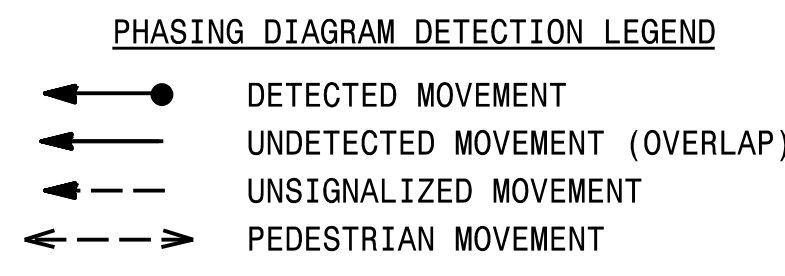 PHASING DIAGRAM DETECTION LEGEND
DETECTED MOVEMENT
UNDETECTED MOVEMENT (OVERLAP)
UNSIGNALIZED MOVEMENT
PEDESTRIAN MOVEMENT